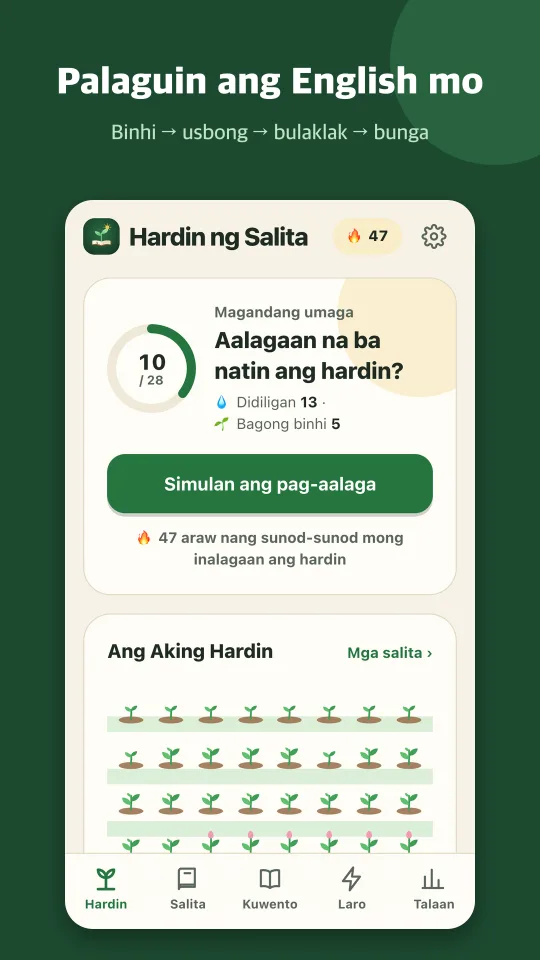 Palaguin ang English mo
Binhi → usbong → bulaklak → bunga
Hardin ng Salita
🔥 47
Magandang umaga
Aalagaan na ba
natin ang hardin?
10
/ 28
💧 Didiligan 13 ·
🌱 Bagong binhi 5
Simulan ang pag-aalaga
🔥 47 araw nang sunod-sunod mong
inalagaan ang hardin
Ang Aking Hardin
Mga salita ›
Hardin
Salita
Kuwento
Laro
Talaan